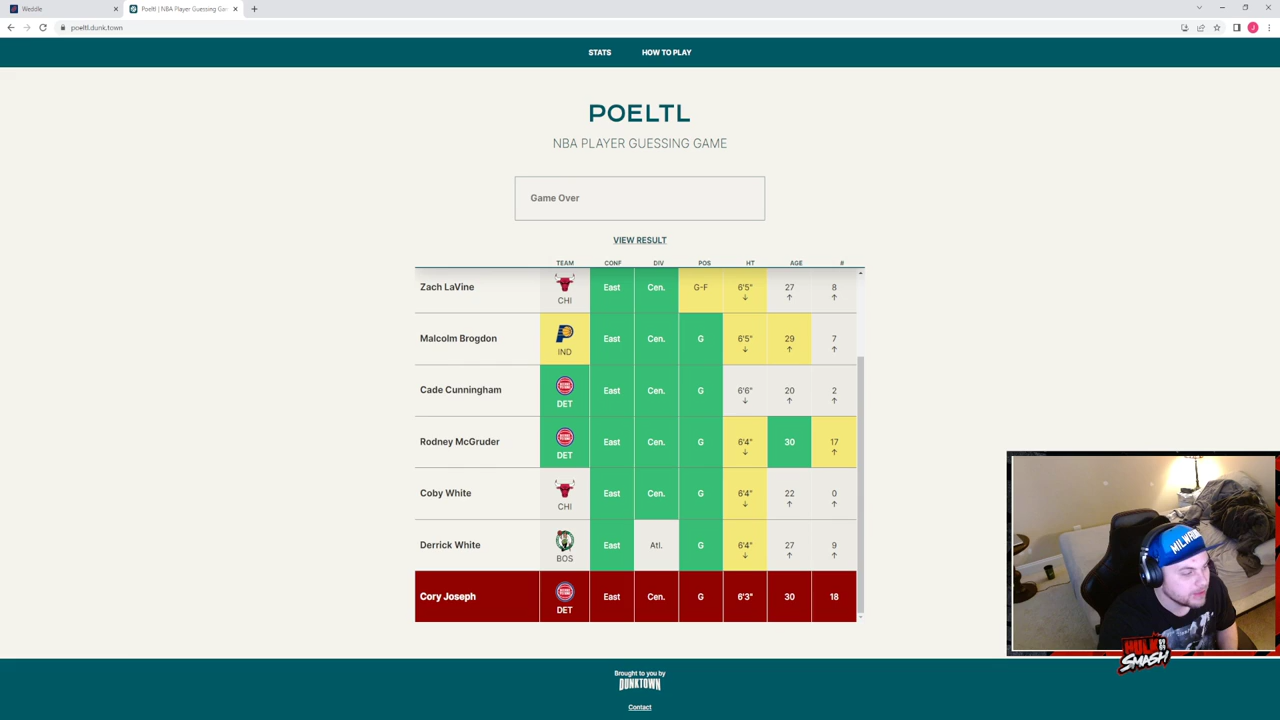 Weddle
Poeltl | NBA Player Guessing Gam
poeltl.dunk.town
STATS HOW TO PLAY
POELTL
NBA PLAYER GUESSING GAME
Game Over
VIEW RESULT
TEAM CONF DIV POS HT AGE #
Zach LaVine CHI East Cen. G-F 6'5" ↓ 27 ↑ 8 ↑
Malcolm Brogdon IND East Cen. G 6'5" ↓ 29 ↑ 7 ↑
Cade Cunningham DET East Cen. G 6'6" ↓ 20 ↑ 2 ↑
Rodney McGruder DET East Cen. G 6'4" ↓ 30 17 ↑
Coby White CHI East Cen. G 6'4" ↓ 22 ↑ 0 ↑
Derrick White BOS East Atl. G 6'4" ↓ 27 ↑ 9 ↑
Cory Joseph DET East Cen. G 6'3" 30 18
HULK
SMASH
Brought to you by
DUNKTOWN
Contact